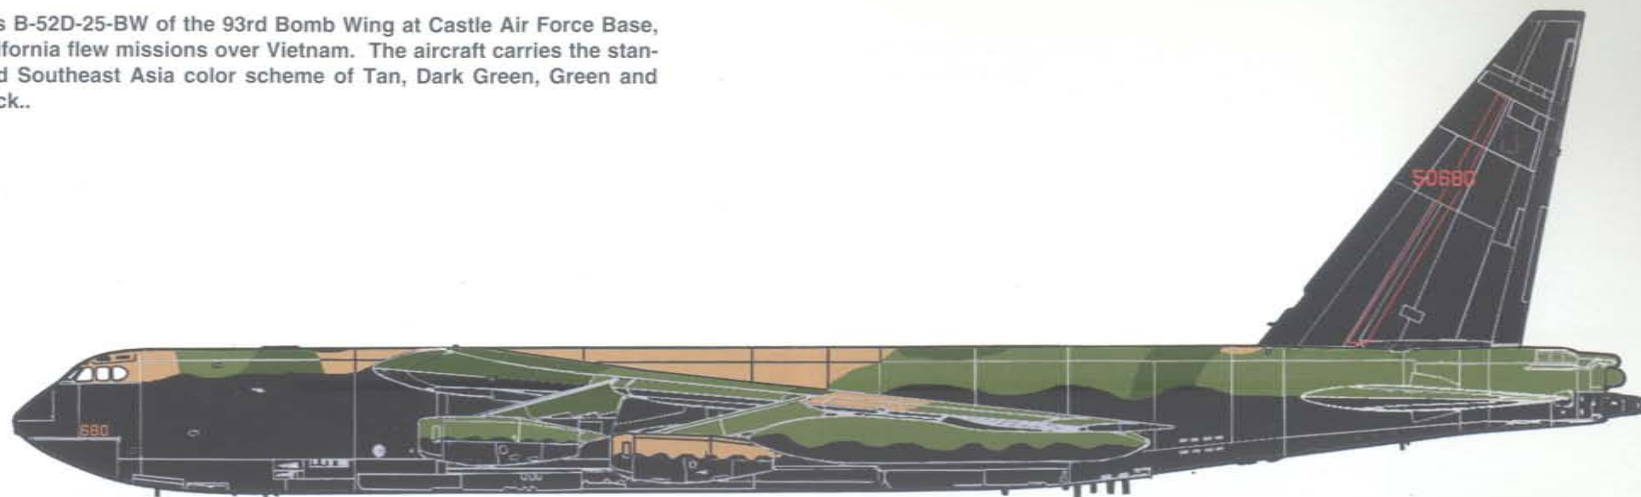 s B-52D-25-BW of the 93rd Bomb Wing at Castle Air Force Base,
ifornia flew missions over Vietnam. The aircraft carries the stan-
d Southeast Asia color scheme of Tan, Dark Green, Green and
ck..
50680
680